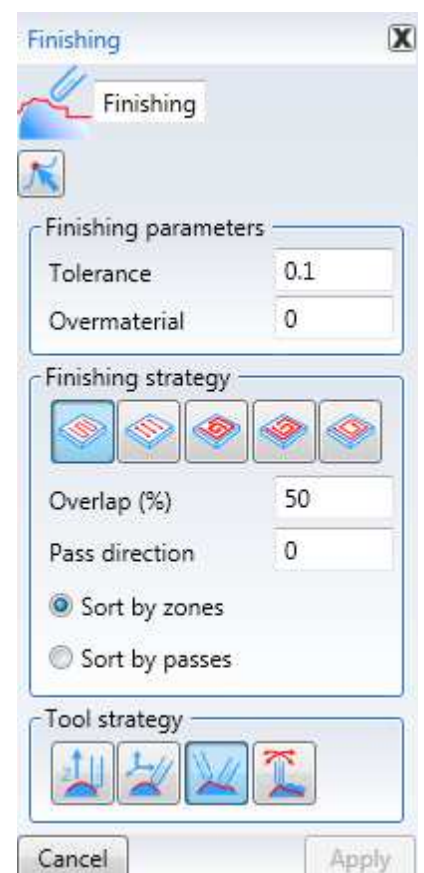 Finishing
Finishing
Finishing parameters
Tolerance 0.1
Overmaterial 0
Finishing strategy
Overlap (%) 50
Pass direction 0
Sort by zones
Sort by passes
Tool strategy
z
Cancel Apply